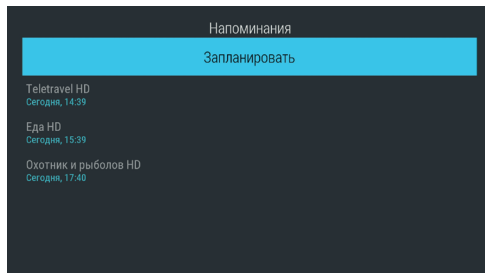 Напоминания
Запланировать
Teletravel HD
Сегодня, 14:39
Еда HD
Сегодня, 15:39
Охотник и рыболов HD
Сегодня, 17:40